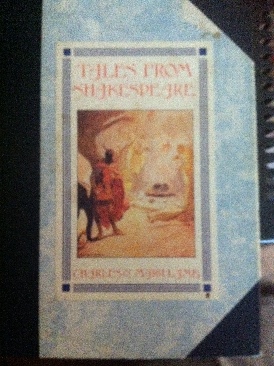 TALES FROM
SHAKESPEARE
CHARLES & MARY LAMB